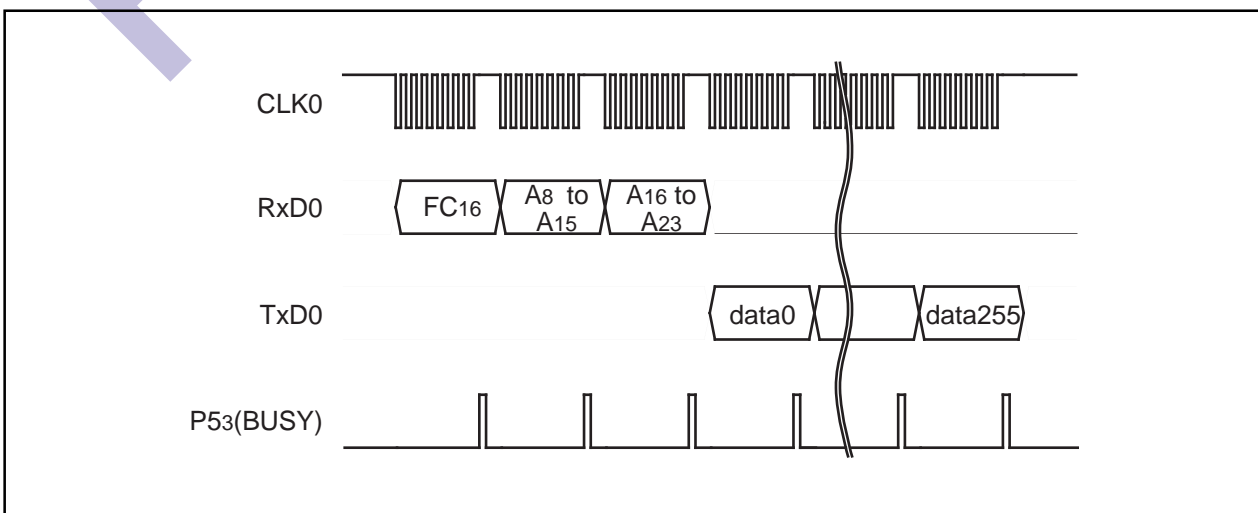 CLK0
RxD0
FC16
A8 to
A15
A16 to
A23
TxD0
data0
data255
P53(BUSY)